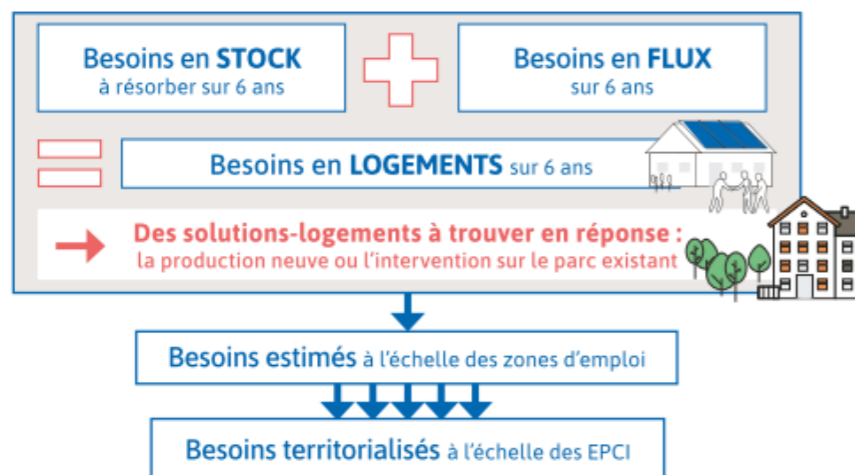 Besoins en STOCK
à résorber sur 6 ans
Besoins en FLUX
sur 6 ans
Besoins en LOGEMENTS sur 6 ans
Des solutions-logements à trouver en réponse :
la production neuve ou l’intervention sur le parc existant
Besoins estimés à l’échelle des zones d’emploi
Besoins territorialisés à l’échelle des EPCI